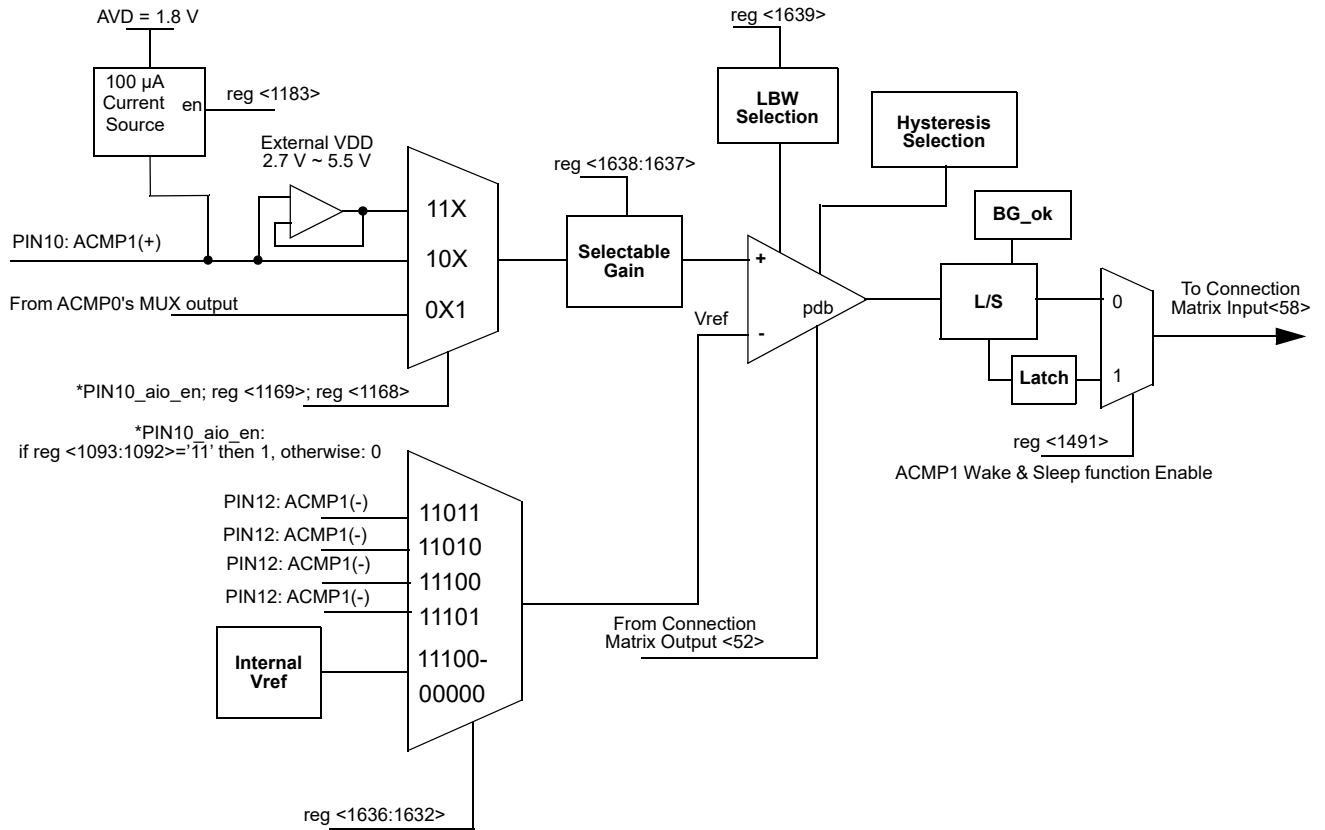 AVD = 1.8 V
100 µA
Current
Source
en
reg <1183>
External VDD
2.7 V ~ 5.5 V
PIN10: ACMP1(+)
From ACMP0's MUX output
11X
10X
0X1
*PIN10_aio_en; reg <1169>; reg <1168>
*PIN10_aio_en:
if reg <1093:1092>='11' then 1, otherwise: 0
reg <1638:1637>
Selectable
Gain
reg <1639>
LBW
Selection
Hysteresis
Selection
+
-
pdb
Vref
BG_ok
L/S
Latch
0
1
To Connection
Matrix Input<58>
reg <1491>
ACMP1 Wake & Sleep function Enable
PIN12: ACMP1(-)
PIN12: ACMP1(-)
PIN12: ACMP1(-)
PIN12: ACMP1(-)
11011
11010
11100
11101
11100-
00000
Internal
Vref
From Connection
Matrix Output <52>
reg <1636:1632>